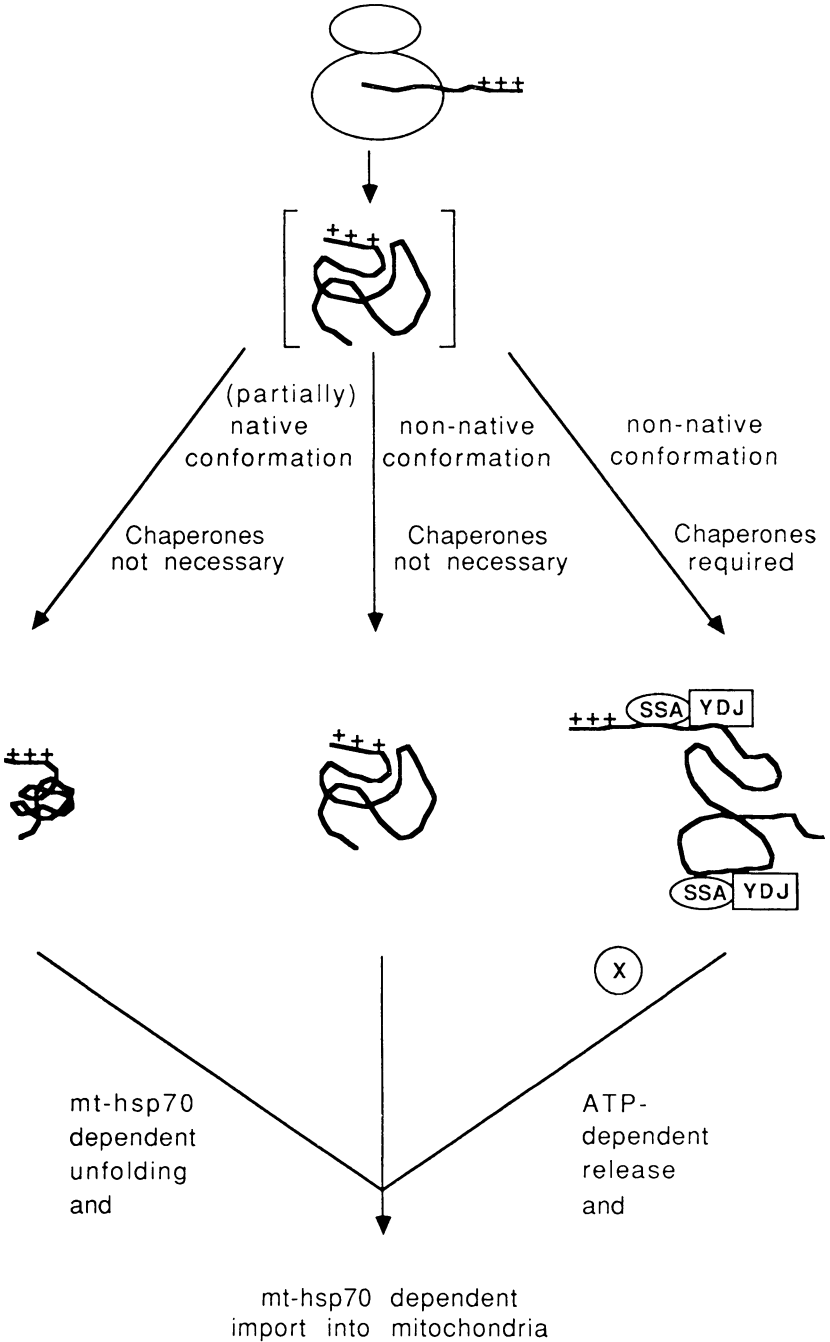 +++
+++
(partially)
native
conformation
non-native
conformation
non-native
conformation
Chaperones
not necessary
Chaperones
not necessary
Chaperones
required
+++
+++
+++
SSA YDJ
SSA YDJ
X
mt-hsp70
dependent
unfolding
and
ATP-
dependent
release
and
mt-hsp70 dependent
import into mitochondria